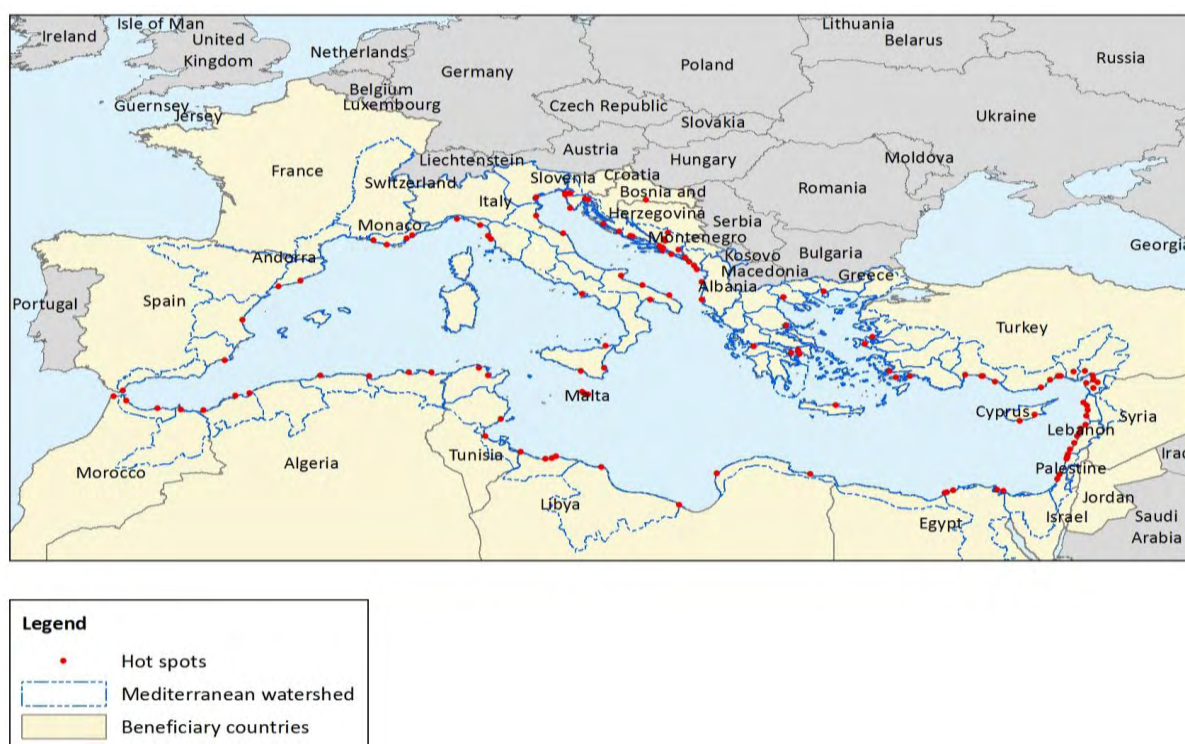 Isle of Man
Lithuania
Ireland
United
Kingdom
Belarus
Netherlands
Russia
Germany
Poland
Belgium
Luxembourg
Guernsey
Jersey
Czech Republic
Ukraine
Slovakia
Austria
Moldova
Liechtenstein
Hungary
France
Switzerland
Slovenia
Croatia
Romania
Italy
Bosnia and
Herzegovina
Monaco
Serbia
Montenegro
Georgia
Andorra
Kosovo
Bulgaria
Macedonia
Greece
Albania
Portugal
Spain
Turkey
Malta
Cyprus
Syria
Lebanon
Tunisia
Algeria
Morocco
Palestine
Iraq
Libya
Jordan
Egypt
Israel
Saudi
Arabia
Legend
Hot spots
Mediterranean watershed
Beneficiary countries